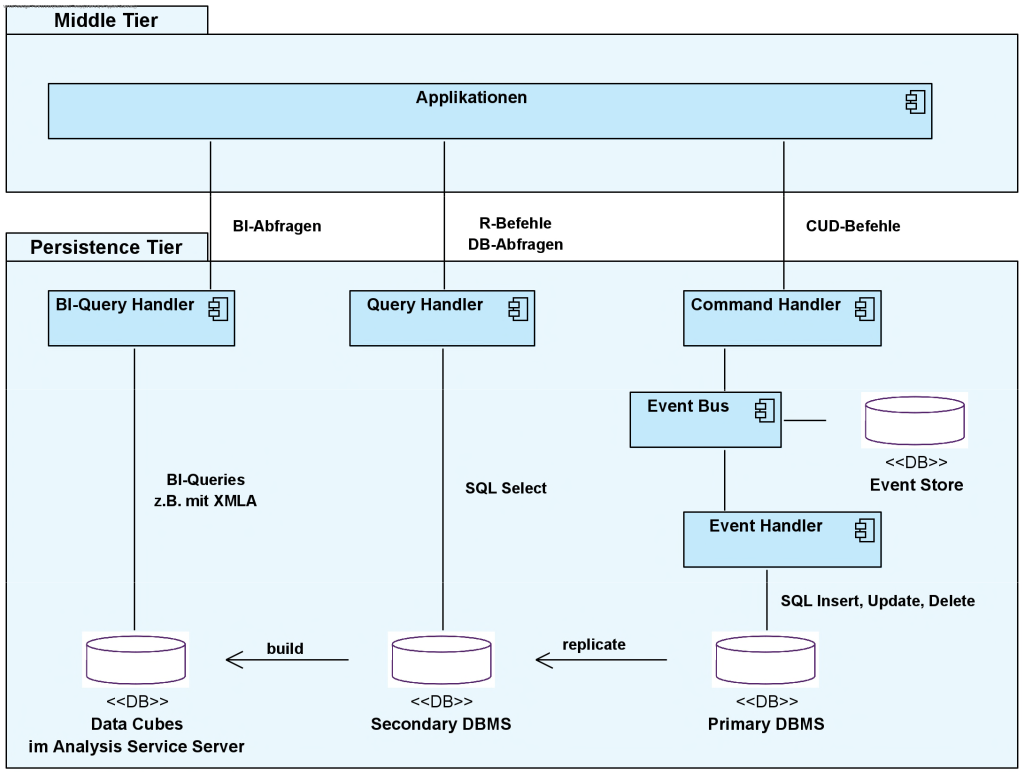 Middle Tier
Applikationen
BI-Abfragen
R-Befehle
DB-Abfragen
CUD-Befehle
Persistence Tier
BI-Query Handler
Query Handler
Command Handler
Event Bus
<<DB>>
Event Store
BI-Queries
z.B. mit XMLA
SQL Select
Event Handler
SQL Insert, Update, Delete
build
replicate
<<DB>>
Data Cubes
im Analysis Service Server
<<DB>>
Secondary DBMS
<<DB>>
Primary DBMS